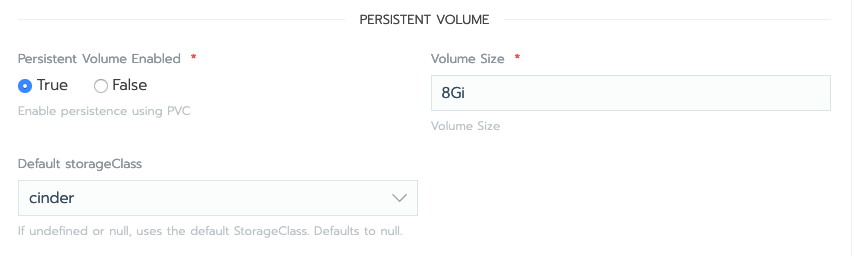 PERSISTENT VOLUME
Persistent Volume Enabled *
True False
Enable persistence using PVC
Volume Size *
8Gi
Volume Size
Default storageClass
cinder
If undefined or null, uses the default StorageClass. Defaults to null.